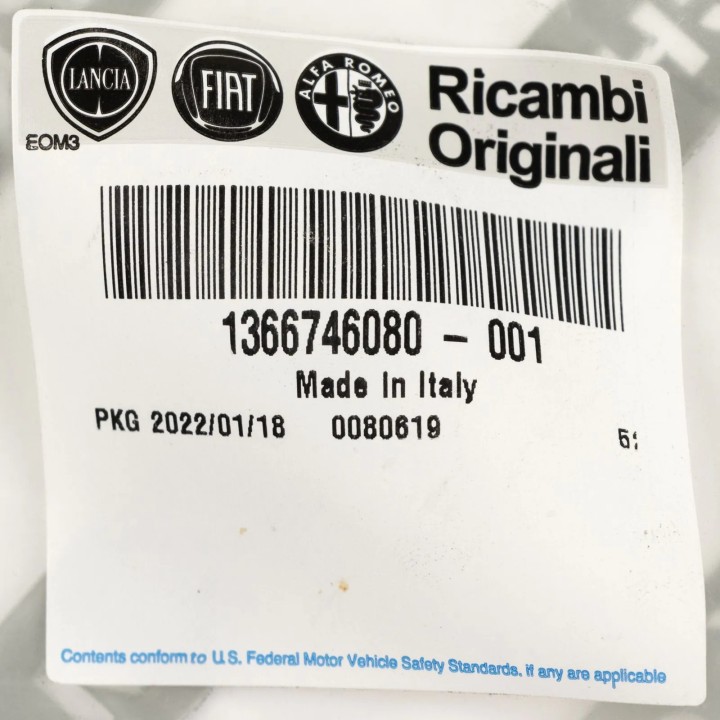 LANCIA FIAT ALFA ROMEO Ricambi
Originali
EOM3
1366746080 - 001
Made In Italy
PKG 2022/01/18 0080619
Contents conform to U.S. Federal Motor Vehicle Safety Standards, if any are applicable